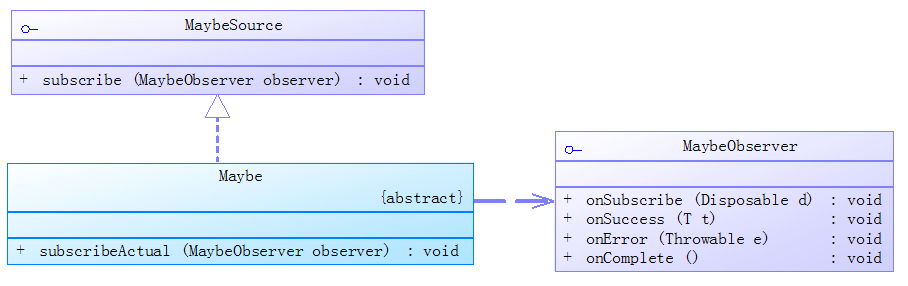 MaybeSource
+ subscribe (MaybeObserver observer) : void
Maybe
{abstract}
+ subscribeActual (MaybeObserver observer) : void
MaybeObserver
+ onSubscribe (Disposable d) : void
+ onSuccess (T t) : void
+ onError (Throwable e) : void
+ onComplete () : void